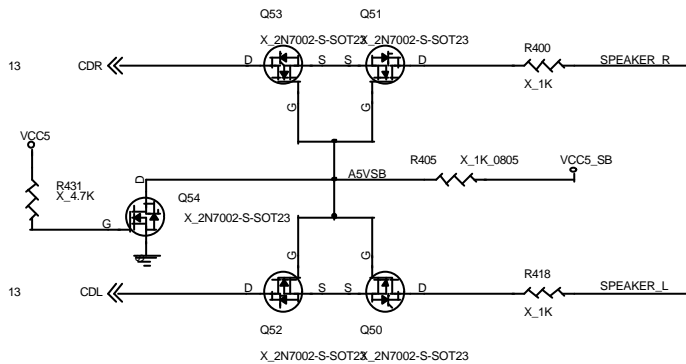 Q53 Q51
X_2N7002-S-SOT23 X_2N7002-S-SOT23
R400
13 CDR D S S D SPEAKER_R
X_1K
G G
VCC5
R431
X_4.7K
D
A5VSB
R405 X_1K_0805 VCC5_SB
Q54
G
X_2N7002-S-SOT23
S
G G
R418
13 CDL D S S D SPEAKER_L
X_1K
Q52 Q50
X_2N7002-S-SOT23 X_2N7002-S-SOT23